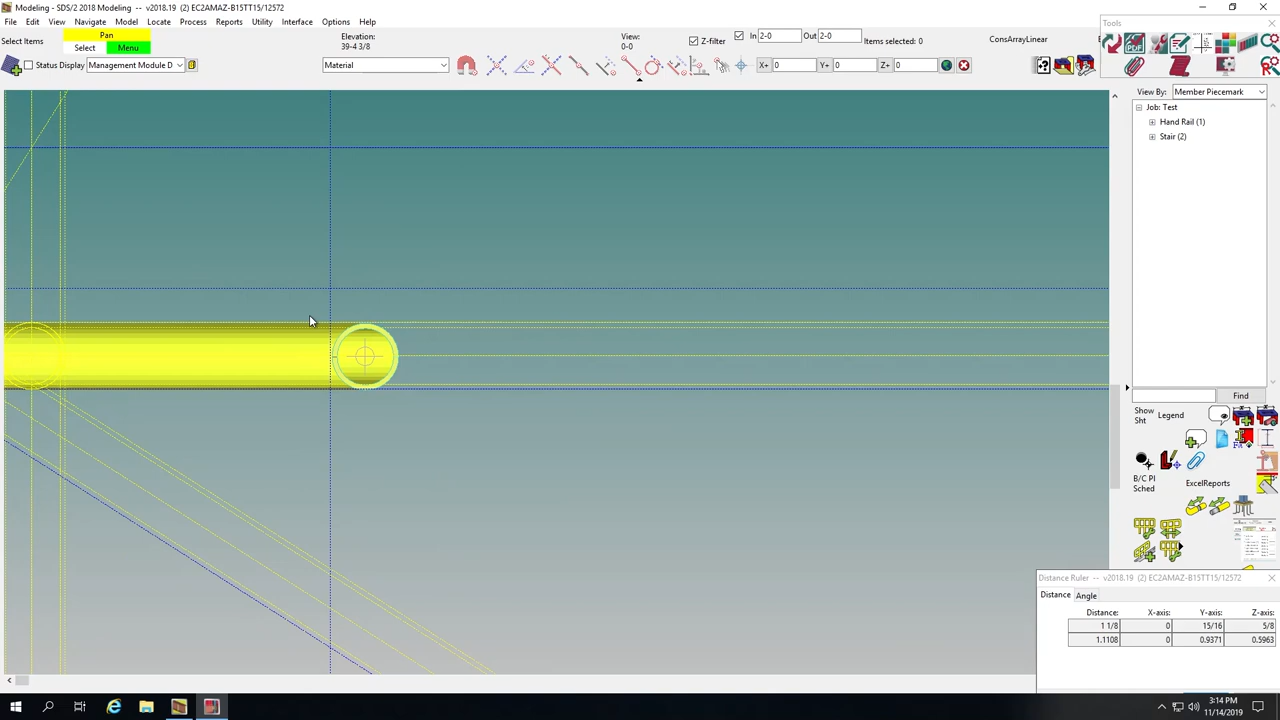 Modeling - SDS/2 2018 Modeling -- v2018.19 (2) EC2AMAZ-B15TT15/12572
File Edit View Navigate Model Locate Process Reports Utility Interface Options Help
Select Items
Pan
Select Menu
Elevation:
39-4 3/8
View:
0-0
Z-filter In 2-0 Out 2-0 Items selected: 0 ConsArrayLinear
Tools
Status Display Management Module D Material X+ 0 Y+ 0 Z+ 0
View By: Member Piecemark
Job: Test
Hand Rail (1)
Stair (2)
Find
Show
Sht
Legend
B/C Pl
Sched
ExcelReports
Distance Ruler -- v2018.19 (2) EC2AMAZ-B15TT15/12572
Distance Angle
Distance: X-axis: Y-axis: Z-axis:
1 1/8 0 15/16 5/8
1.1108 0 0.9371 0.5963
3:14 PM
11/14/2019